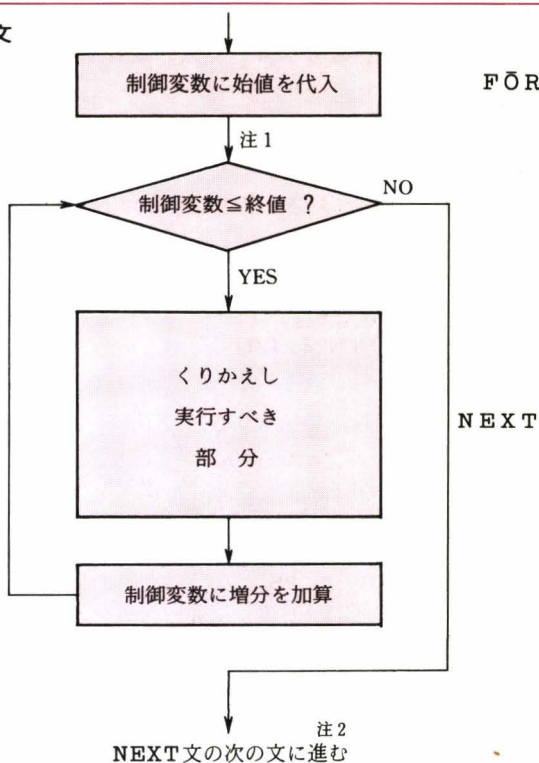 文
制御変数に始値を代入
FŌR
注1
制御変数≦終値 ?
NO
YES
くりかえし
実行すべき
部 分
NEXT
制御変数に増分を加算
注2
NEXT文の次の文に進む